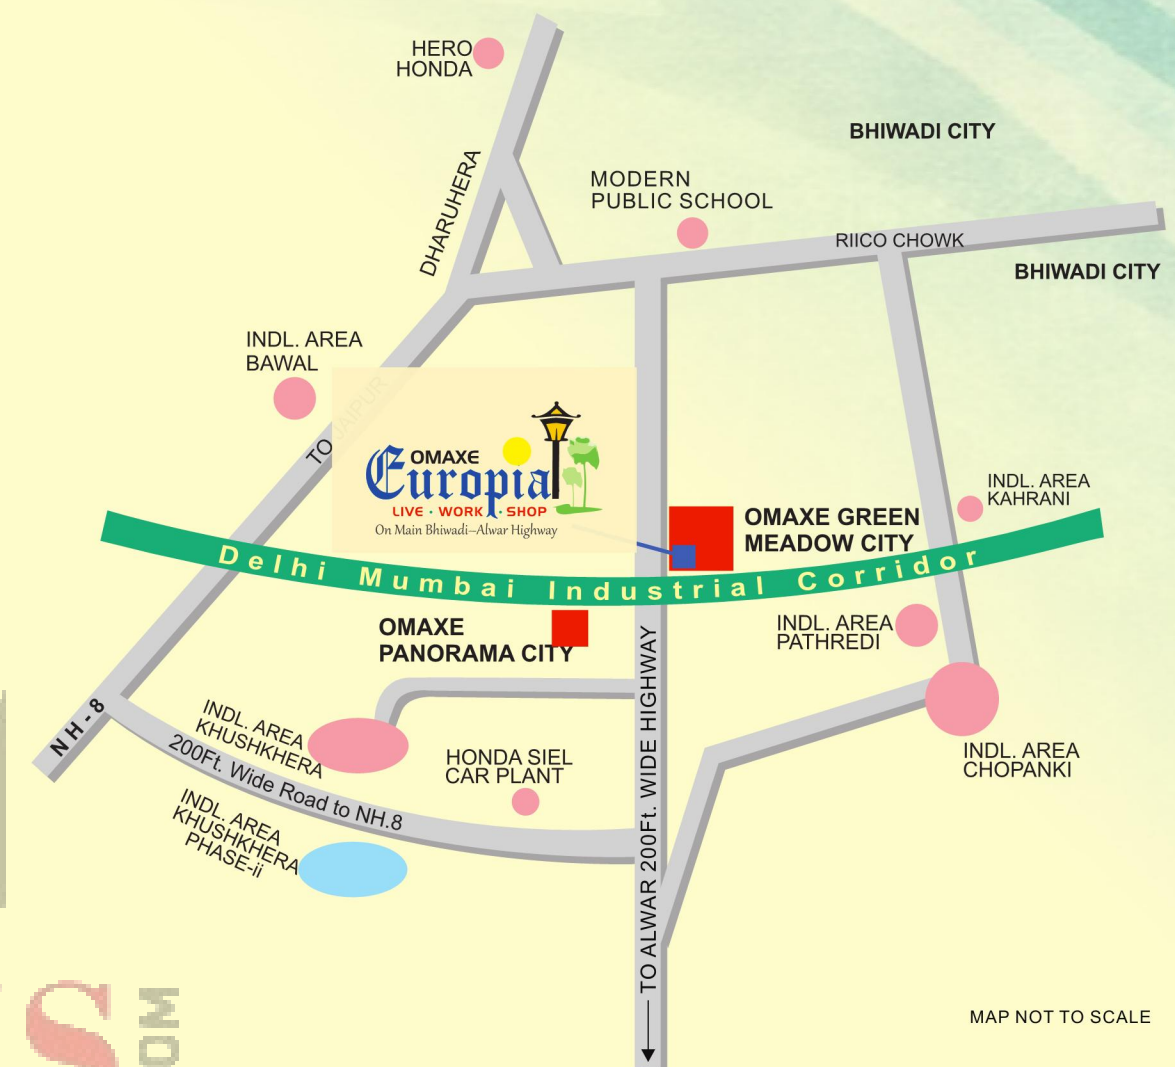 HERO
HONDA
BHIWADI CITY
DHARUHERA
MODERN
PUBLIC SCHOOL
RIICO CHOWK
BHIWADI CITY
INDL. AREA
BAWAL
TO JAIPUR
OMAXE
Europia
LIVE · WORK · SHOP
On Main Bhiwadi–Alwar Highway
INDL. AREA
KAHRANI
OMAXE GREEN
MEADOW CITY
Delhi Mumbai Industrial Corridor
OMAXE
PANORAMA CITY
INDL. AREA
PATHREDI
NH-8
INDL. AREA
KHUSHKHERA
200Ft. Wide Road to NH.8
HONDA SIEL
CAR PLANT
TO ALWAR 200Ft. WIDE HIGHWAY
INDL. AREA
CHOPANKI
INDL. AREA
KHUSHKHERA
PHASE-ii
MAP NOT TO SCALE
S
OM